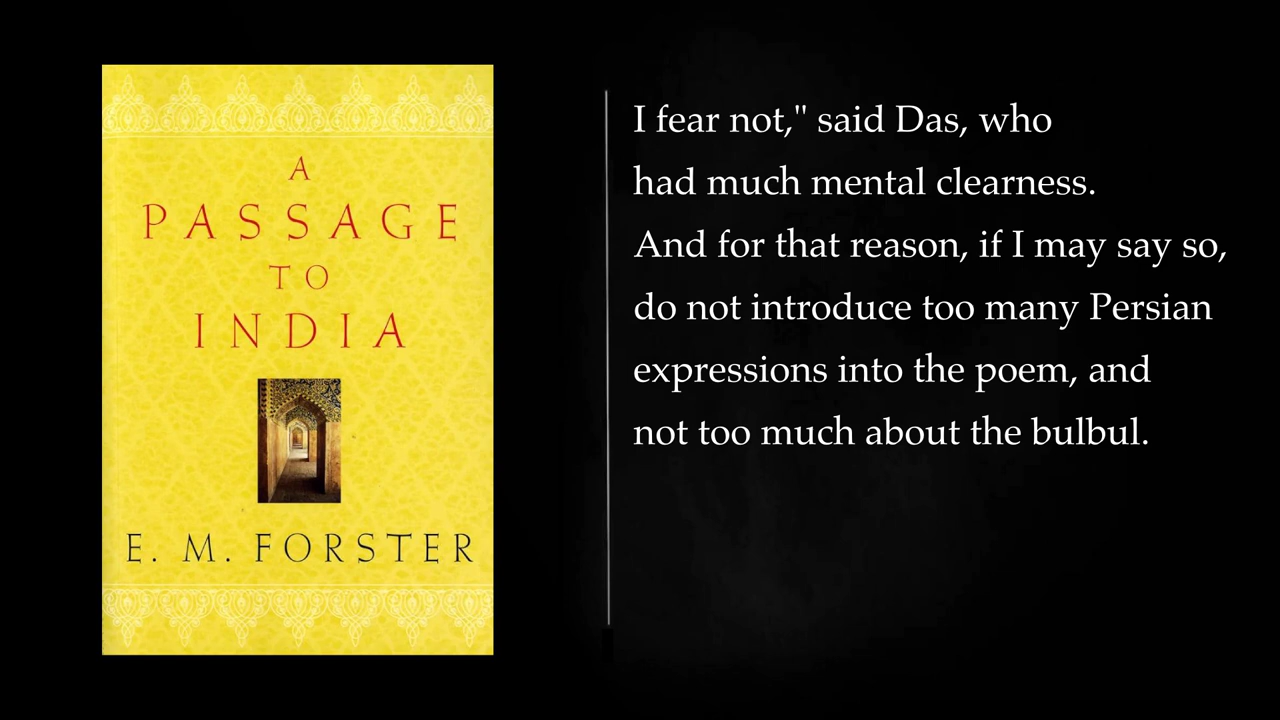 A
PASSAGE
TO
INDIA
E. M. FORSTER
I fear not," said Das, who
had much mental clearness.
And for that reason, if I may say so,
do not introduce too many Persian
expressions into the poem, and
not too much about the bulbul.